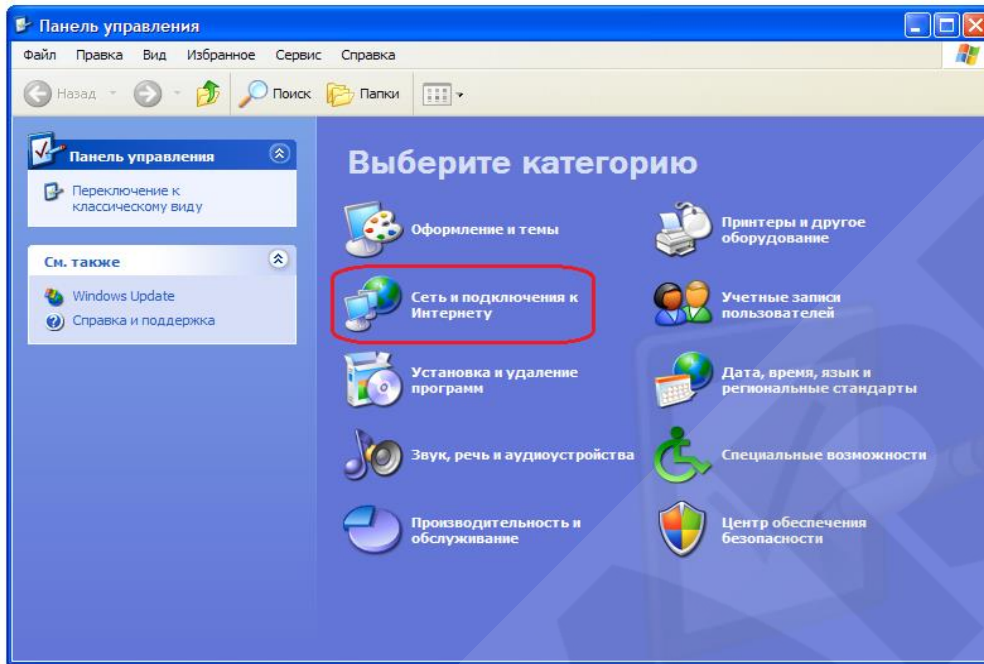 Панель управления
Файл Правка Вид Избранное Сервис Справка
Назад Поиск Папки
Панель управления
Переключение к
классическому виду
См. также
Windows Update
Справка и поддержка
Выберите категорию
Оформление и темы
Принтеры и другое
оборудование
Сеть и подключения к
Интернету
Учетные записи
пользователей
Установка и удаление
программ
Дата, время, язык и
региональные стандарты
Звук, речь и аудиоустройства
Специальные возможности
Производительность и
обслуживание
Центр обеспечения
безопасности